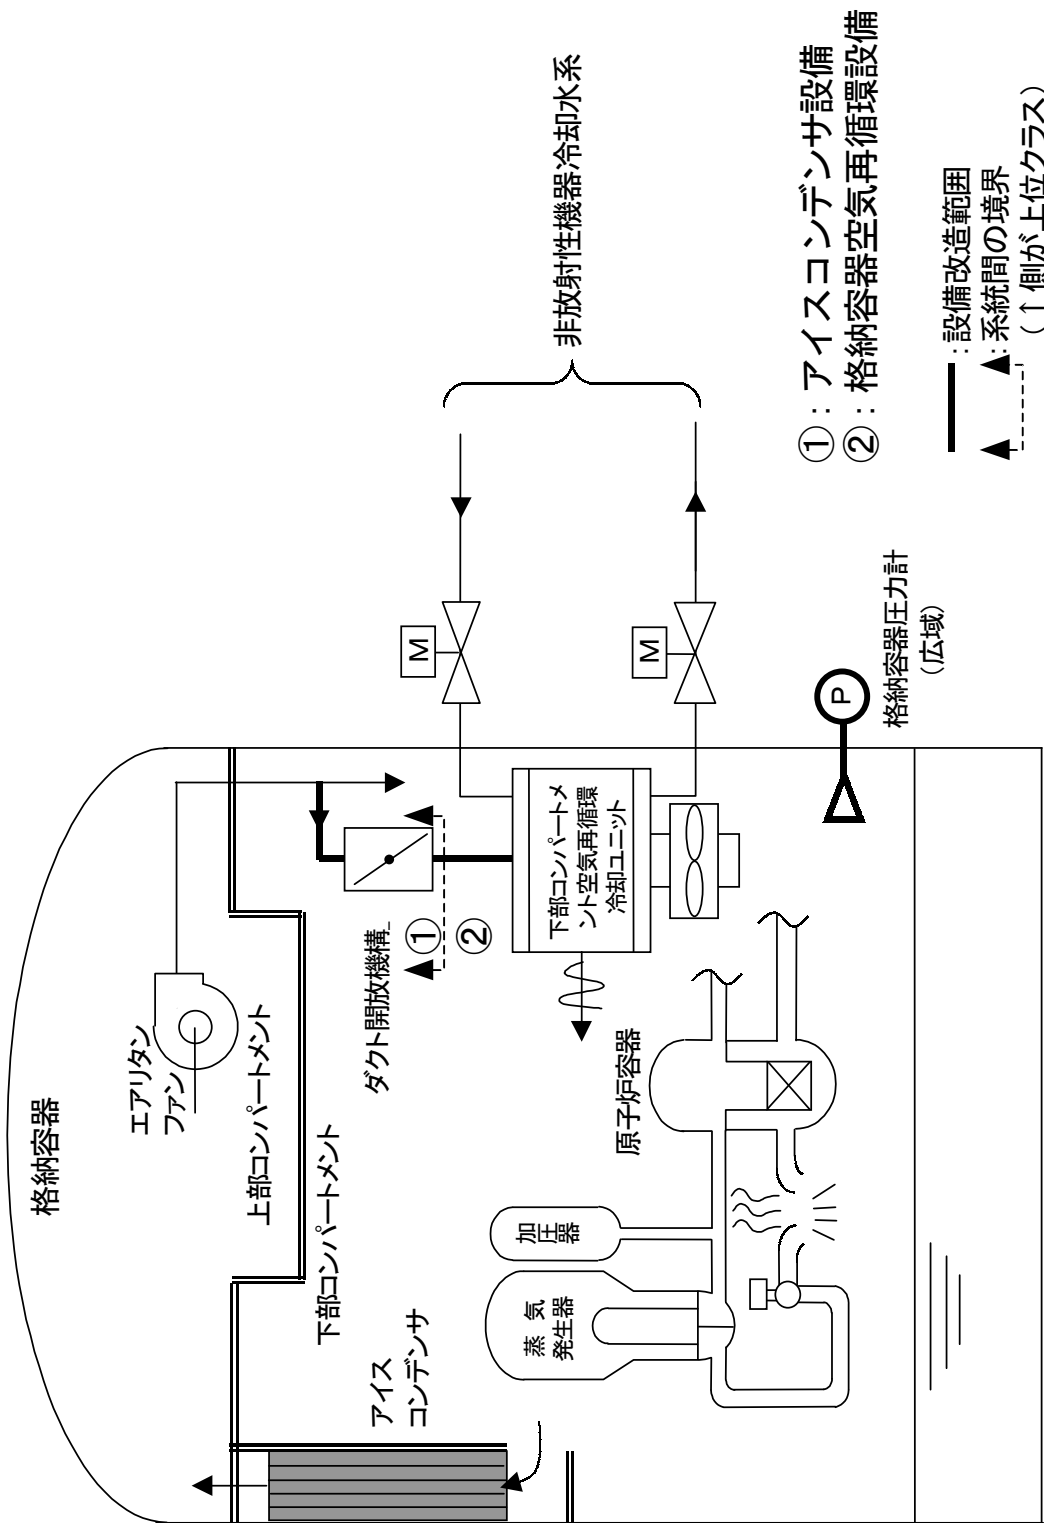 格納容器
エアリタン
ファン
上部コンパートメント
下部コンパートメント
アイス
コンデンサ
ダクト開放機構
①
②
M
M
非放射性機器冷却水系
下部コンパートメ
ント空気再循環
冷却ユニット
原子炉容器
加圧
器
蒸 気
発生器
P
格納容器圧力計
（広域）
①：アイスコンデンサ設備
②：格納容器空気再循環設備
：設備改造範囲
：系統間の境界
（↑側が上位クラス）